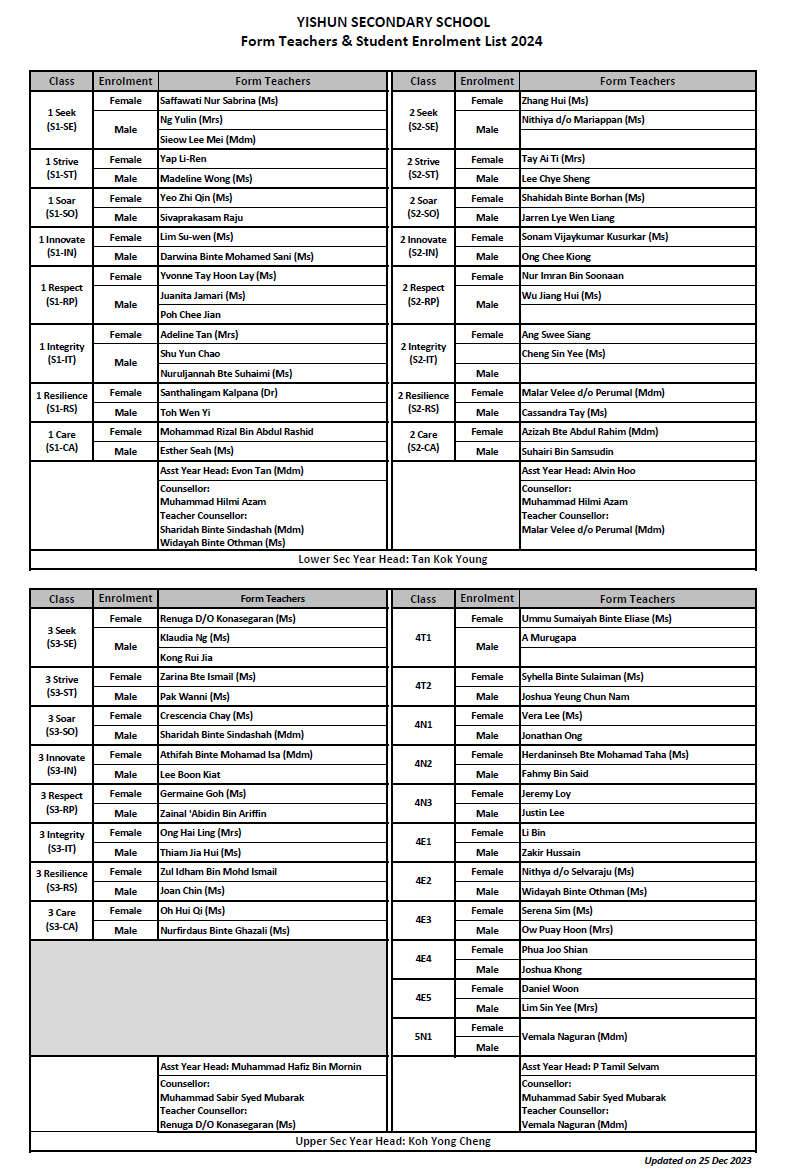 YISHUN SECONDARY SCHOOL
Form Teachers & Student Enrolment List 2024
Class Enrolment Form Teachers Class Enrolment Form Teachers
1 Seek
(S1-SE)
Female Saffawati Nur Sabrina (Ms)
Male Ng Yulin (Mrs)
Sieow Lee Mei (Mdm)
2 Seek
(S2-SE)
Female Zhang Hui (Ms)
Male Nithiya d/o Mariappan (Ms)
1 Strive
(S1-ST)
Female Yap Li-Ren
Male Madeline Wong (Ms)
2 Strive
(S2-ST)
Female Tay Ai Ti (Mrs)
Male Lee Chye Sheng
1 Soar
(S1-SO)
Female Yeo Zhi Qin (Ms)
Male Sivaprakasam Raju
2 Soar
(S2-SO)
Female Shahidah Binte Borhan (Ms)
Male Jarren Lye Wen Liang
1 Innovate
(S1-IN)
Female Lim Su-wen (Ms)
Male Darwina Binte Mohamed Sani (Ms)
2 Innovate
(S2-IN)
Female Sonam Vijaykumar Kusurkar (Ms)
Male Ong Chee Kiong
1 Respect
(S1-RP)
Female Yvonne Tay Hoon Lay (Ms)
Male Juanita Jamari (Ms)
Poh Chee Jian
2 Respect
(S2-RP)
Female Nur Imran Bin Soonaan
Male Wu Jiang Hui (Ms)
1 Integrity
(S1-IT)
Female Adeline Tan (Mrs)
Male Shu Yun Chao
Nuruljannah Bte Suhaimi (Ms)
2 Integrity
(S2-IT)
Female Ang Swee Siang
Cheng Sin Yee (Ms)
Male
1 Resilience
(S1-RS)
Female Santhalingam Kalpana (Dr)
Male Toh Wen Yi
2 Resilience
(S2-RS)
Female Malar Velee d/o Perumal (Mdm)
Male Cassandra Tay (Ms)
1 Care
(S1-CA)
Female Mohammad Rizal Bin Abdul Rashid
Male Esther Seah (Ms)
2 Care
(S2-CA)
Female Azizah Bte Abdul Rahim (Mdm)
Male Suhairi Bin Samsudin
Asst Year Head: Evon Tan (Mdm)
Counsellor:
Muhammad Hilmi Azam
Teacher Counsellor:
Sharidah Binte Sindashah (Mdm)
Widayah Binte Othman (Ms)
Asst Year Head: Alvin Hoo
Counsellor:
Muhammad Hilmi Azam
Teacher Counsellor:
Malar Velee d/o Perumal (Mdm)
Lower Sec Year Head: Tan Kok Young
Class Enrolment Form Teachers Class Enrolment Form Teachers
3 Seek
(S3-SE)
Female Renuga D/O Konasegaran (Ms)
Male Klaudia Ng (Ms)
Kong Rui Jia
4T1
Female Ummu Sumaiyah Binte Eliase (Ms)
Male A Murugapa
3 Strive
(S3-ST)
Female Zarina Bte Ismail (Ms)
Male Pak Wanni (Ms)
4T2
Female Syhella Binte Sulaiman (Ms)
Male Joshua Yeung Chun Nam
3 Soar
(S3-SO)
Female Crescencia Chay (Ms)
Male Sharidah Binte Sindashah (Mdm)
4N1
Female Vera Lee (Ms)
Male Jonathan Ong
3 Innovate
(S3-IN)
Female Athifah Binte Mohamad Isa (Mdm)
Male Lee Boon Kiat
4N2
Female Herdaninseh Bte Mohamad Taha (Ms)
Male Fahmy Bin Said
3 Respect
(S3-RP)
Female Germaine Goh (Ms)
Male Zainal 'Abidin Bin Ariffin
4N3
Female Jeremy Loy
Male Justin Lee
3 Integrity
(S3-IT)
Female Ong Hai Ling (Mrs)
Male Thiam Jia Hui (Ms)
4E1
Female Li Bin
Male Zakir Hussain
3 Resilience
(S3-RS)
Female Zul Idham Bin Mohd Ismail
Male Joan Chin (Ms)
4E2
Female Nithya d/o Selvaraju (Ms)
Male Widayah Binte Othman (Ms)
3 Care
(S3-CA)
Female Oh Hui Qi (Ms)
Male Nurfirdaus Binte Ghazali (Ms)
4E3
Female Serena Sim (Ms)
Male Ow Puay Hoon (Mrs)
4E4
Female Phua Joo Shian
Male Joshua Khong
4E5
Female Daniel Woon
Male Lim Sin Yee (Mrs)
5N1
Female
Male
Vemala Naguran (Mdm)
Asst Year Head: Muhammad Hafiz Bin Mornin
Counsellor:
Muhammad Sabir Syed Mubarak
Teacher Counsellor:
Renuga D/O Konasegaran (Ms)
Asst Year Head: P Tamil Selvam
Counsellor:
Muhammad Sabir Syed Mubarak
Teacher Counsellor:
Vemala Naguran (Mdm)
Upper Sec Year Head: Koh Yong Cheng
Updated on 25 Dec 2023